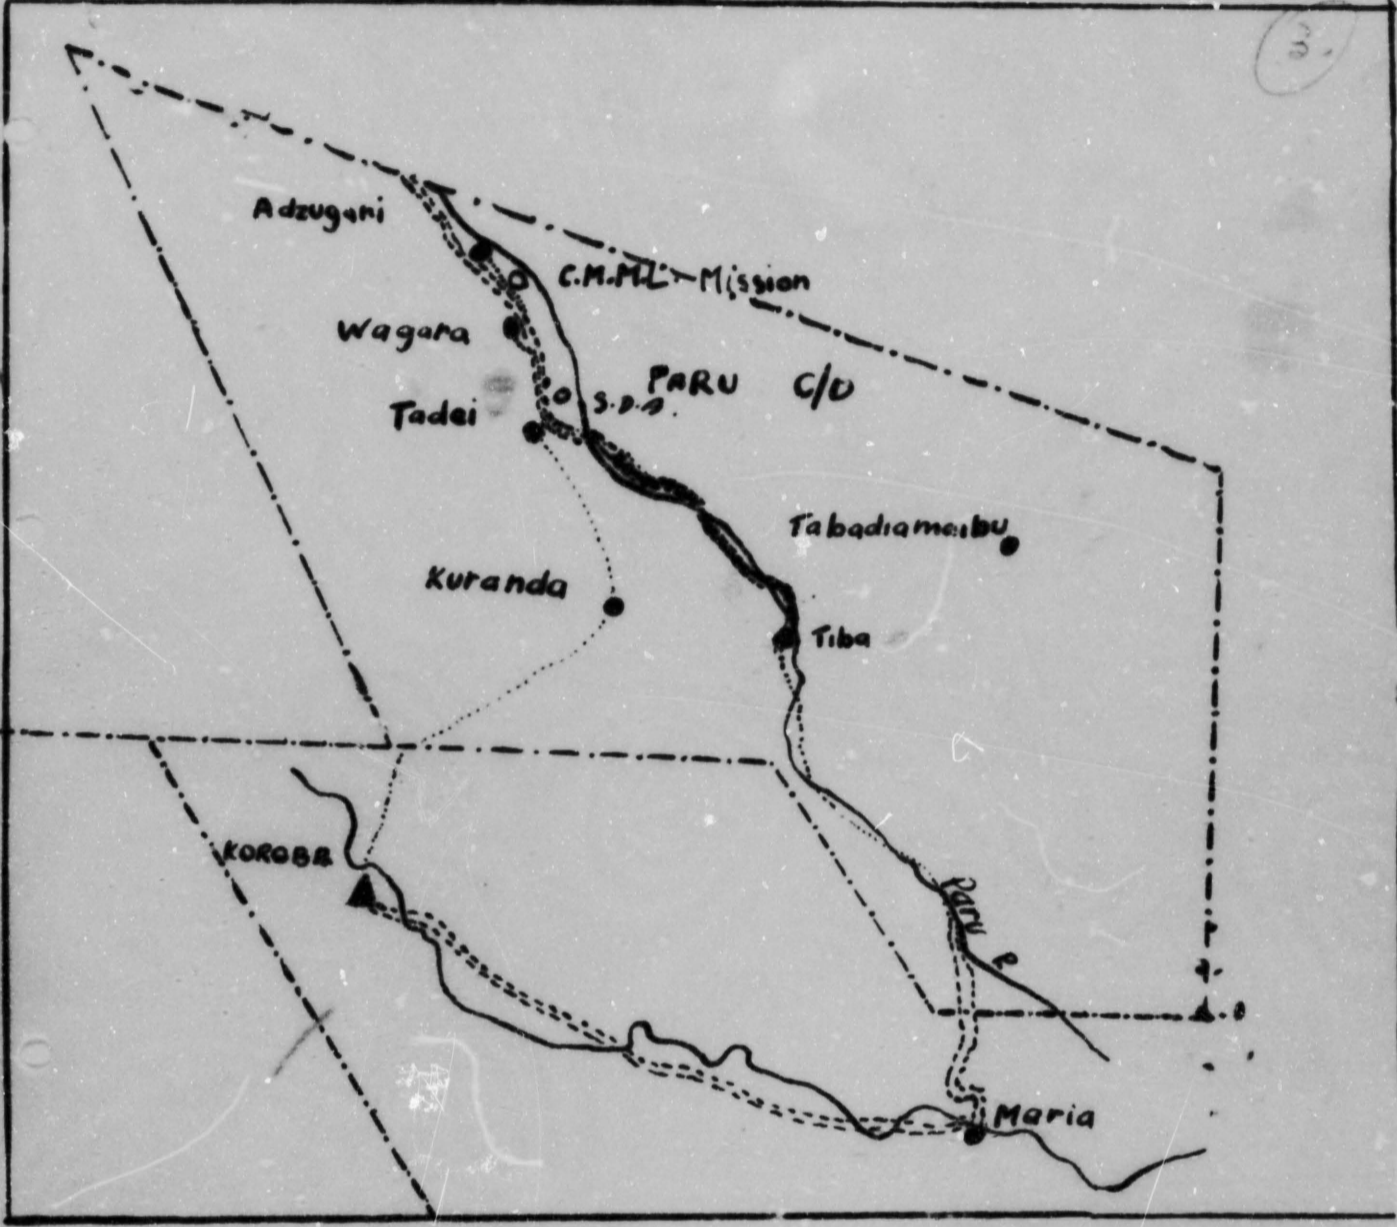 3.
Adzugari
C.M.M.L. Mission
Wagara
PARU C/D
S.D.A.
Tadei
Tabadiamaibu
Kuranda
Tiba
KOROBA
Paru R
Maria